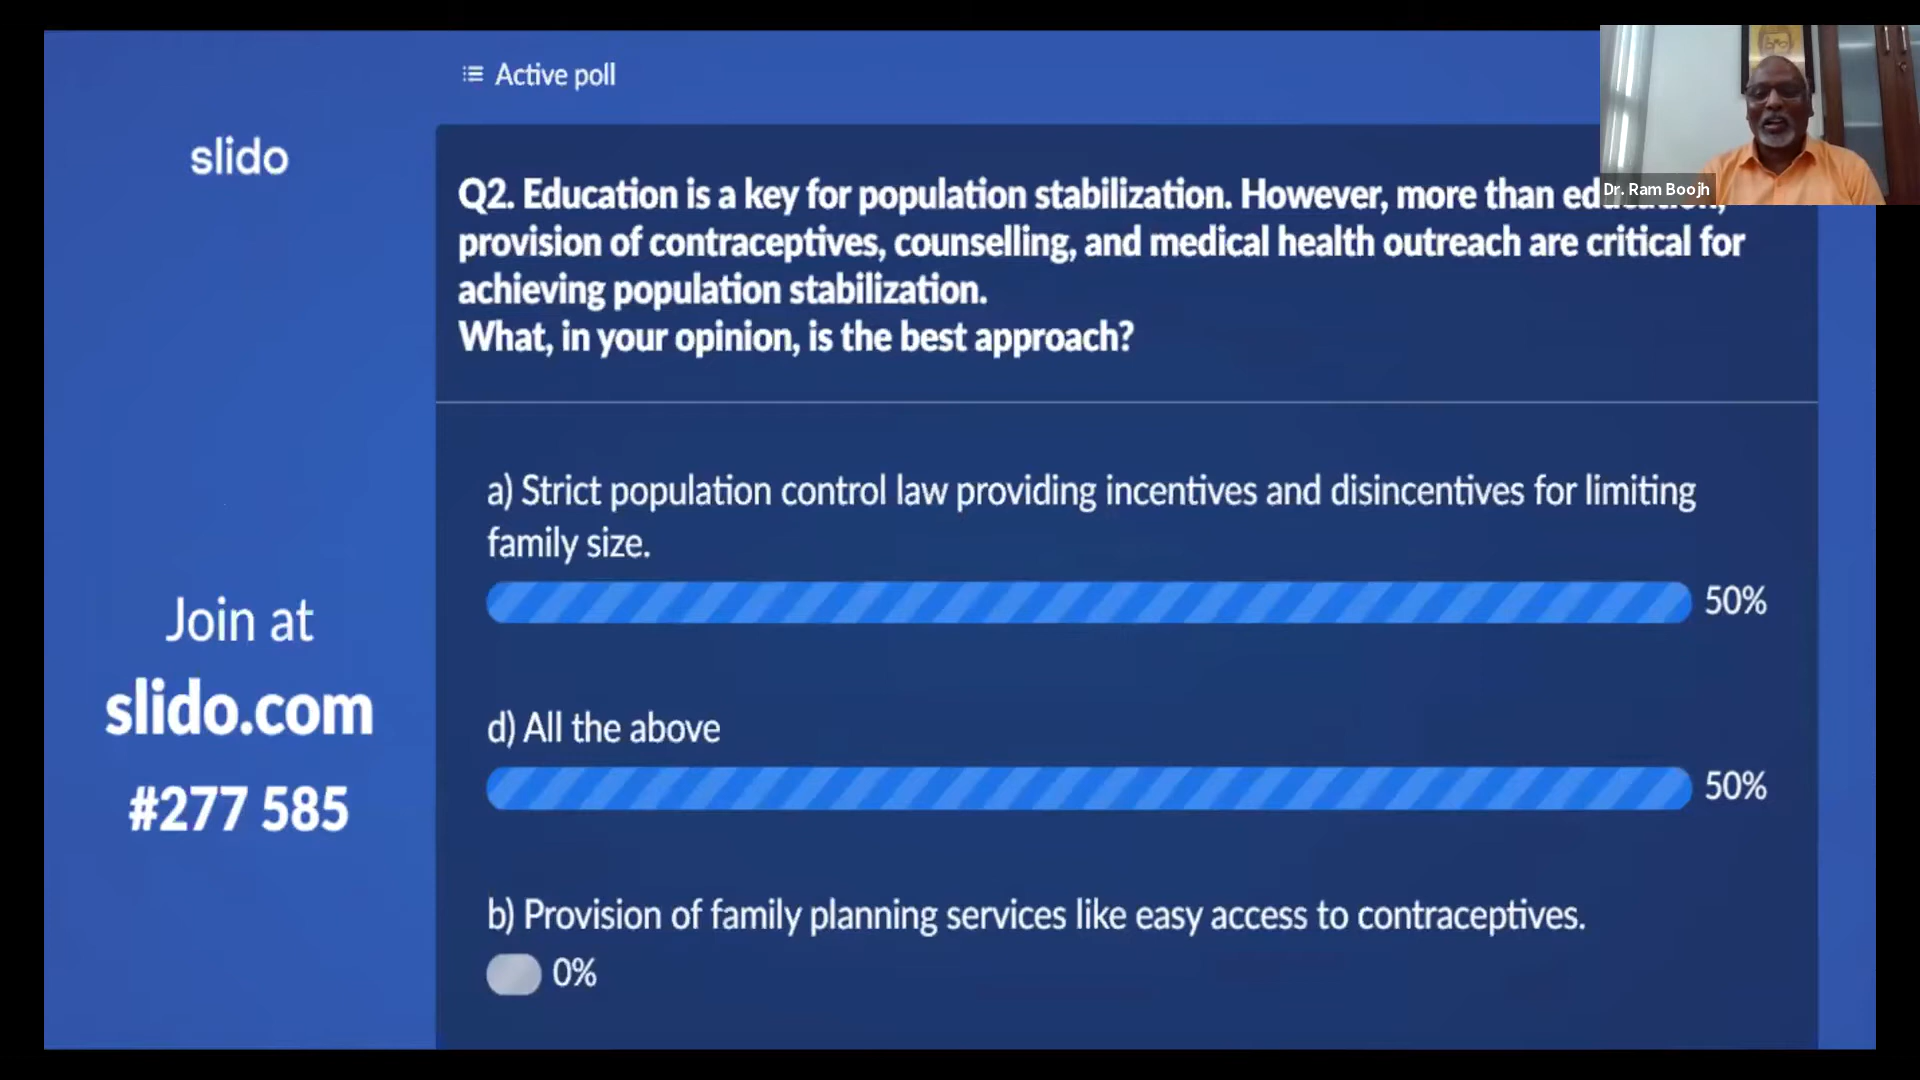 Active poll
slido
Dr. Ram Boojh
Q2. Education is a key for population stabilization. However, more than education,
provision of contraceptives, counselling, and medical health outreach are critical for
achieving population stabilization.
What, in your opinion, is the best approach?
a) Strict population control law providing incentives and disincentives for limiting
family size.
50%
d) All the above
50%
b) Provision of family planning services like easy access to contraceptives.
0%
Join at
slido.com
#277 585